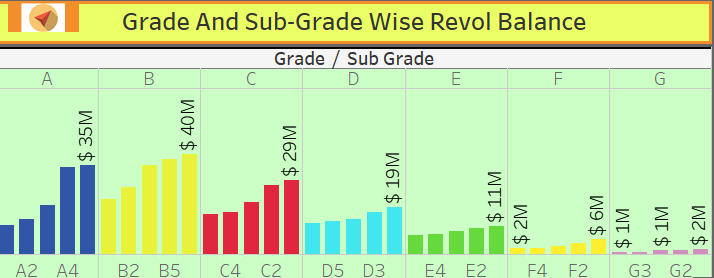 Grade And Sub-Grade Wise Revol Balance
Grade / Sub Grade
A B C D E F G
$ 35M $ 40M $ 29M $ 19M $ 11M $ 2M $ 6M $ 1M $ 1M $ 2M
A2 A4 B2 B5 C4 C2 D5 D3 E4 E2 F4 F2 G3 G2